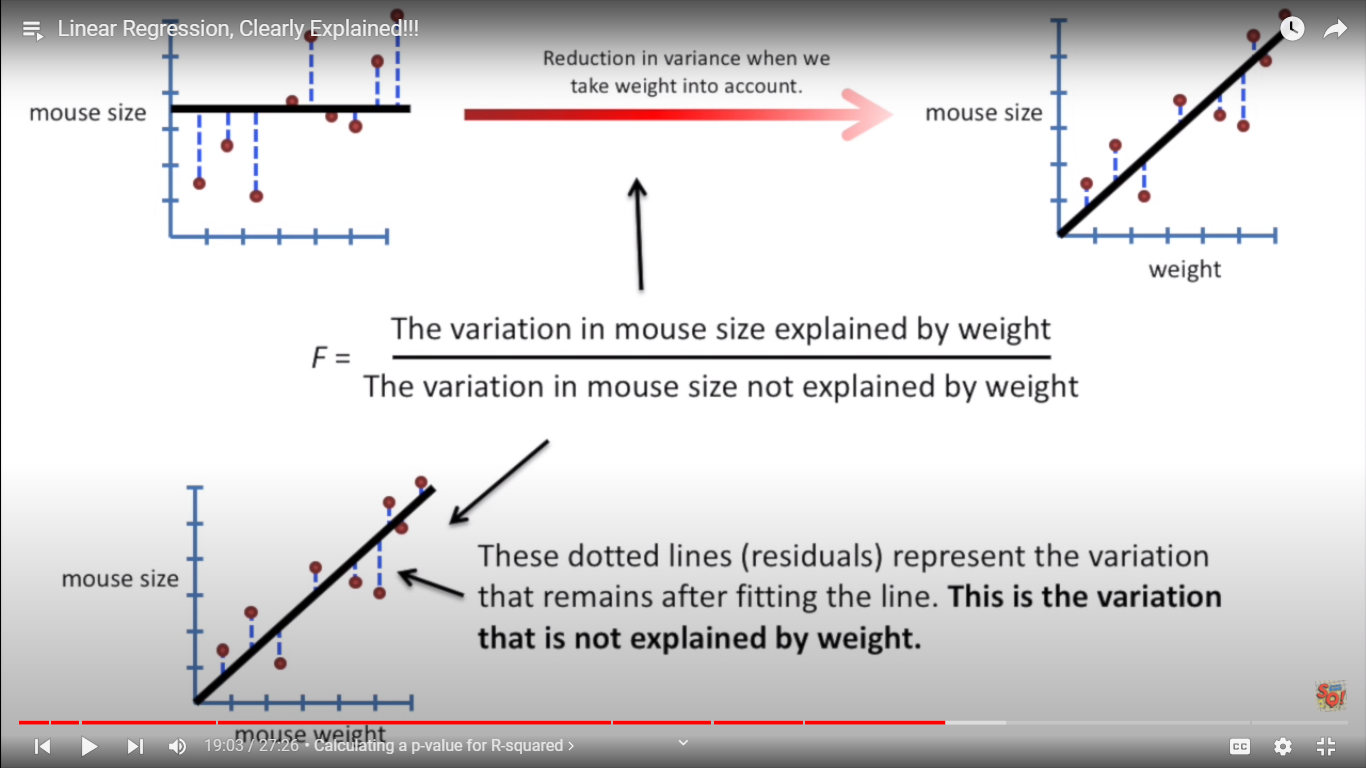 Linear Regression, Clearly Explained!!!
Reduction in variance when we
take weight into account.
mouse size
mouse size
weight
The variation in mouse size explained by weight
F =
The variation in mouse size not explained by weight
These dotted lines (residuals) represent the variation
that remains after fitting the line. This is the variation
that is not explained by weight.
mouse size
mouse weight
SQ!
19:03 / 27:26 • Calculating a p-value for R-squared >
CC